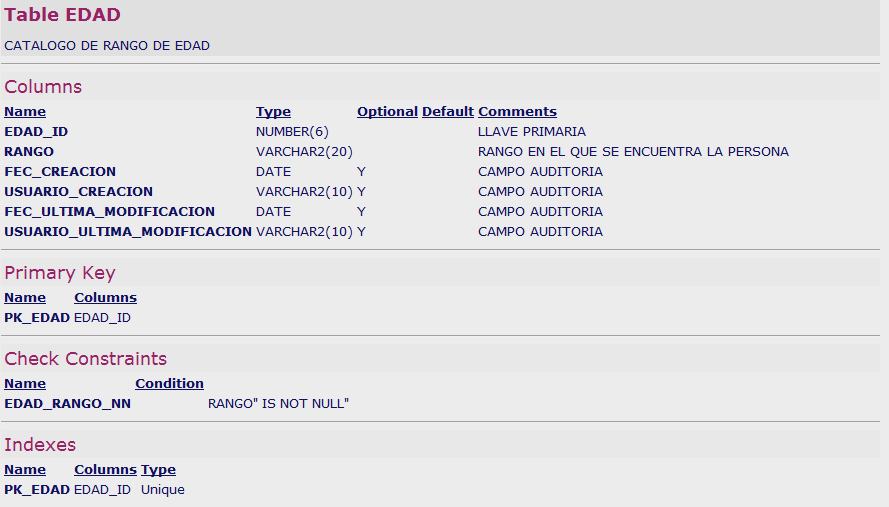 Table EDAD
CATALOGO DE RANGO DE EDAD
Columns
Name Type Optional Default Comments
EDAD_ID NUMBER(6) LLAVE PRIMARIA
RANGO VARCHAR2(20) RANGO EN EL QUE SE ENCUENTRA LA PERSONA
FEC_CREACION DATE Y CAMPO AUDITORIA
USUARIO_CREACION VARCHAR2(10) Y CAMPO AUDITORIA
FEC_ULTIMA_MODIFICACION DATE Y CAMPO AUDITORIA
USUARIO_ULTIMA_MODIFICACION VARCHAR2(10) Y CAMPO AUDITORIA
Primary Key
Name Columns
PK_EDAD EDAD_ID
Check Constraints
Name Condition
EDAD_RANGO_NN RANGO" IS NOT NULL"
Indexes
Name Columns Type
PK_EDAD EDAD_ID Unique